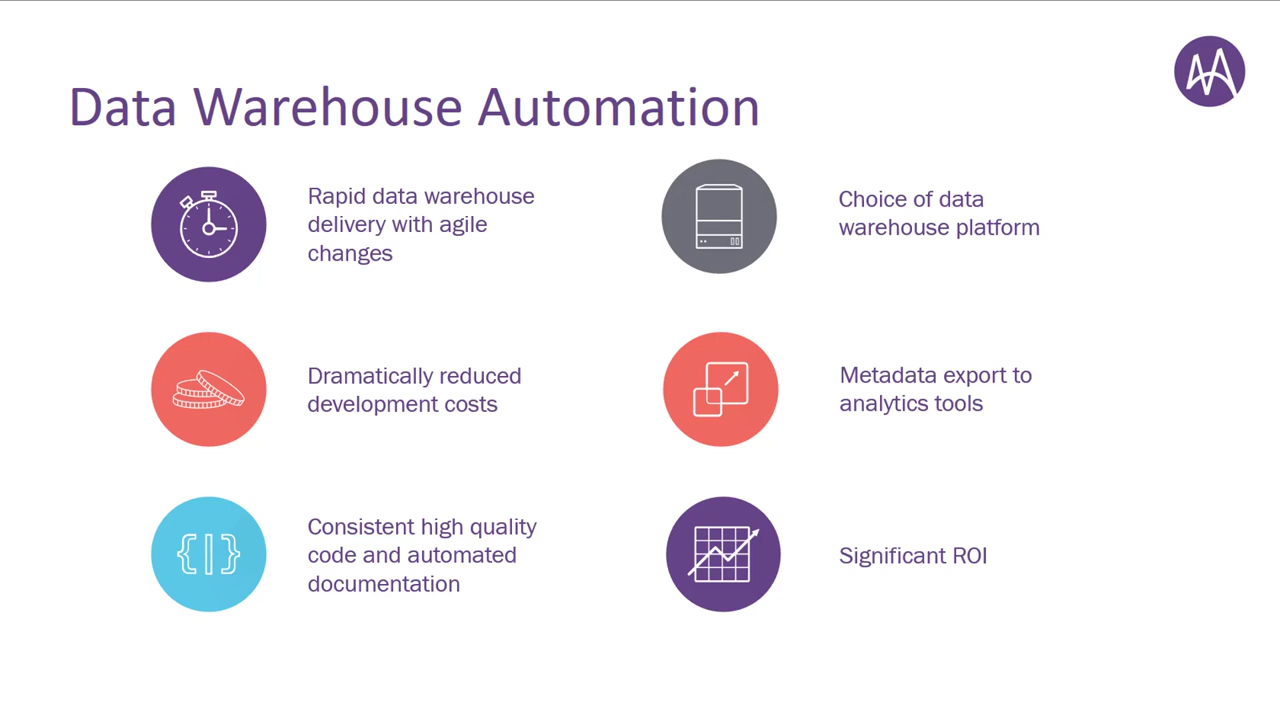 Data Warehouse Automation
Rapid data warehouse
delivery with agile
changes
Choice of data
warehouse platform
Dramatically reduced
development costs
Metadata export to
analytics tools
Consistent high quality
code and automated
documentation
Significant ROI